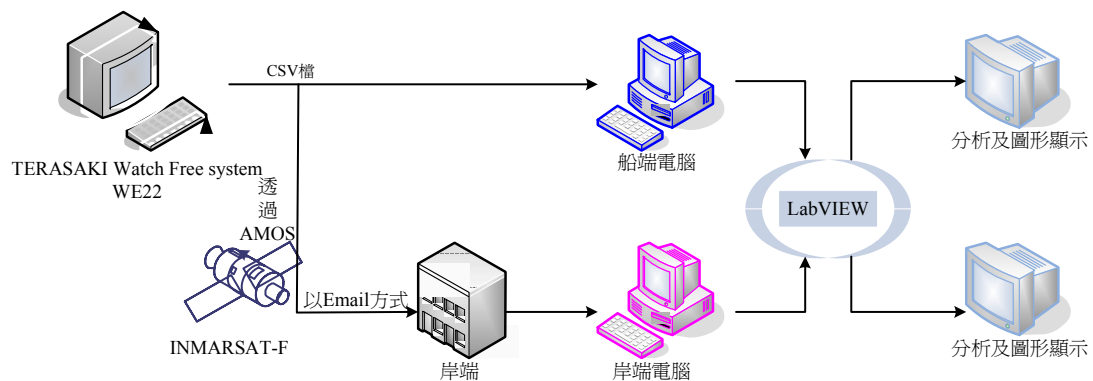 CSV檔
TERASAKI Watch Free system
WE22
船端電腦
分析及圖形顯示
透
過
AMOS
LabVIEW
以Email方式
INMARSAT-F
岸端
岸端電腦
分析及圖形顯示